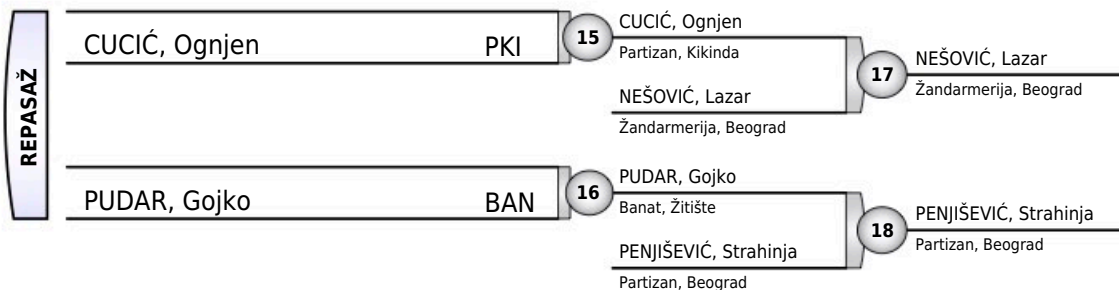 REPASAŽ
CUCIĆ, Ognjen PKI
15
CUCIĆ, Ognjen
Partizan, Kikinda
NEŠOVIĆ, Lazar
Žandarmerija, Beograd
17
NEŠOVIĆ, Lazar
Žandarmerija, Beograd
PUDAR, Gojko BAN
16
PUDAR, Gojko
Banat, Žitište
PENJIŠEVIĆ, Strahinja
Partizan, Beograd
18
PENJIŠEVIĆ, Strahinja
Partizan, Beograd